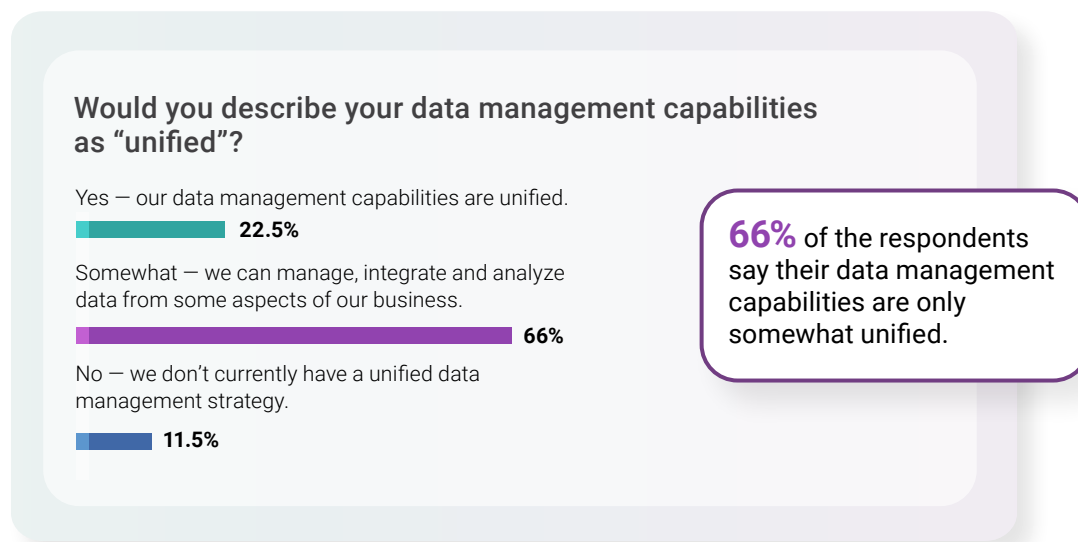 Would you describe your data management capabilities
as “unified”?
Yes — our data management capabilities are unified.
22.5%
Somewhat — we can manage, integrate and analyze
data from some aspects of our business.
66%
No — we don’t currently have a unified data
management strategy.
11.5%
66% of the respondents
say their data management
capabilities are only
somewhat unified.